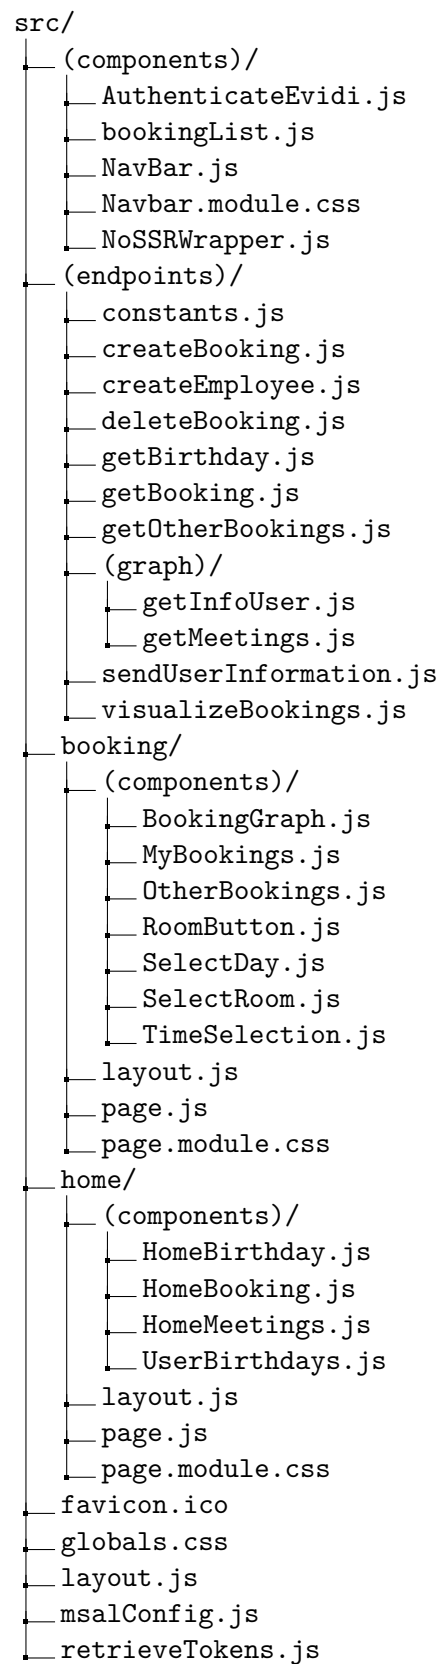 src/
(components)/
AuthenticateEvidi.js
bookingList.js
NavBar.js
Navbar.module.css
NoSSRWrapper.js
(endpoints)/
constants.js
createBooking.js
createEmployee.js
deleteBooking.js
getBirthday.js
getBooking.js
getOtherBookings.js
(graph)/
getInfoUser.js
getMeetings.js
sendUserInformation.js
visualizeBookings.js
booking/
(components)/
BookingGraph.js
MyBookings.js
OtherBookings.js
RoomButton.js
SelectDay.js
SelectRoom.js
TimeSelection.js
layout.js
page.js
page.module.css
home/
(components)/
HomeBirthday.js
HomeBooking.js
HomeMeetings.js
UserBirthdays.js
layout.js
page.js
page.module.css
favicon.ico
globals.css
layout.js
msalConfig.js
retrieveTokens.js